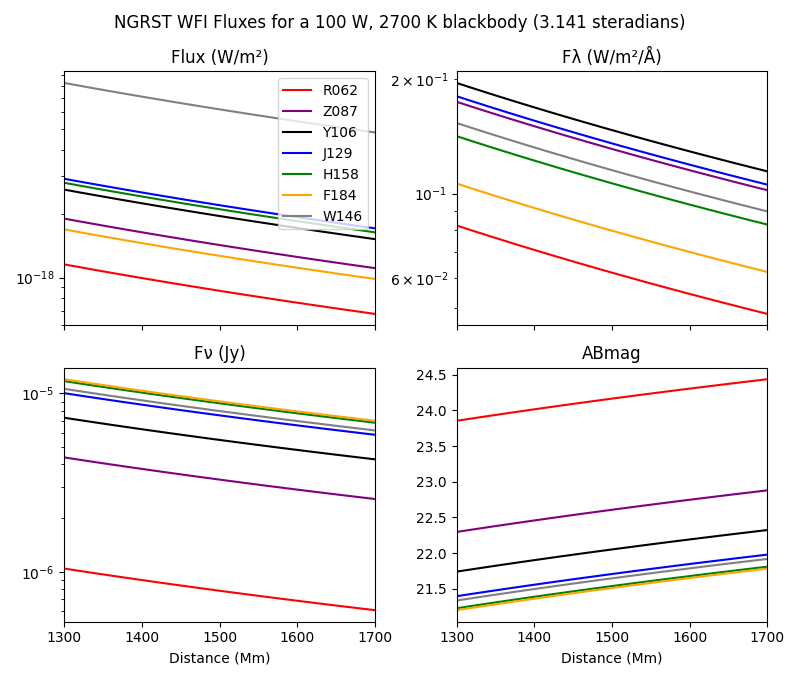 NGRST WFI Fluxes for a 100 W, 2700 K blackbody (3.141 steradians)
Flux (W/m²)
R062
Z087
Y106
J129
H158
F184
W146
10⁻¹⁸
Fλ (W/m²/Å)
2 × 10⁻¹
10⁻¹
6 × 10⁻²
Fν (Jy)
10⁻⁵
10⁻⁶
1300 1400 1500 1600 1700
Distance (Mm)
ABmag
24.5
24.0
23.5
23.0
22.5
22.0
21.5
1300 1400 1500 1600 1700
Distance (Mm)